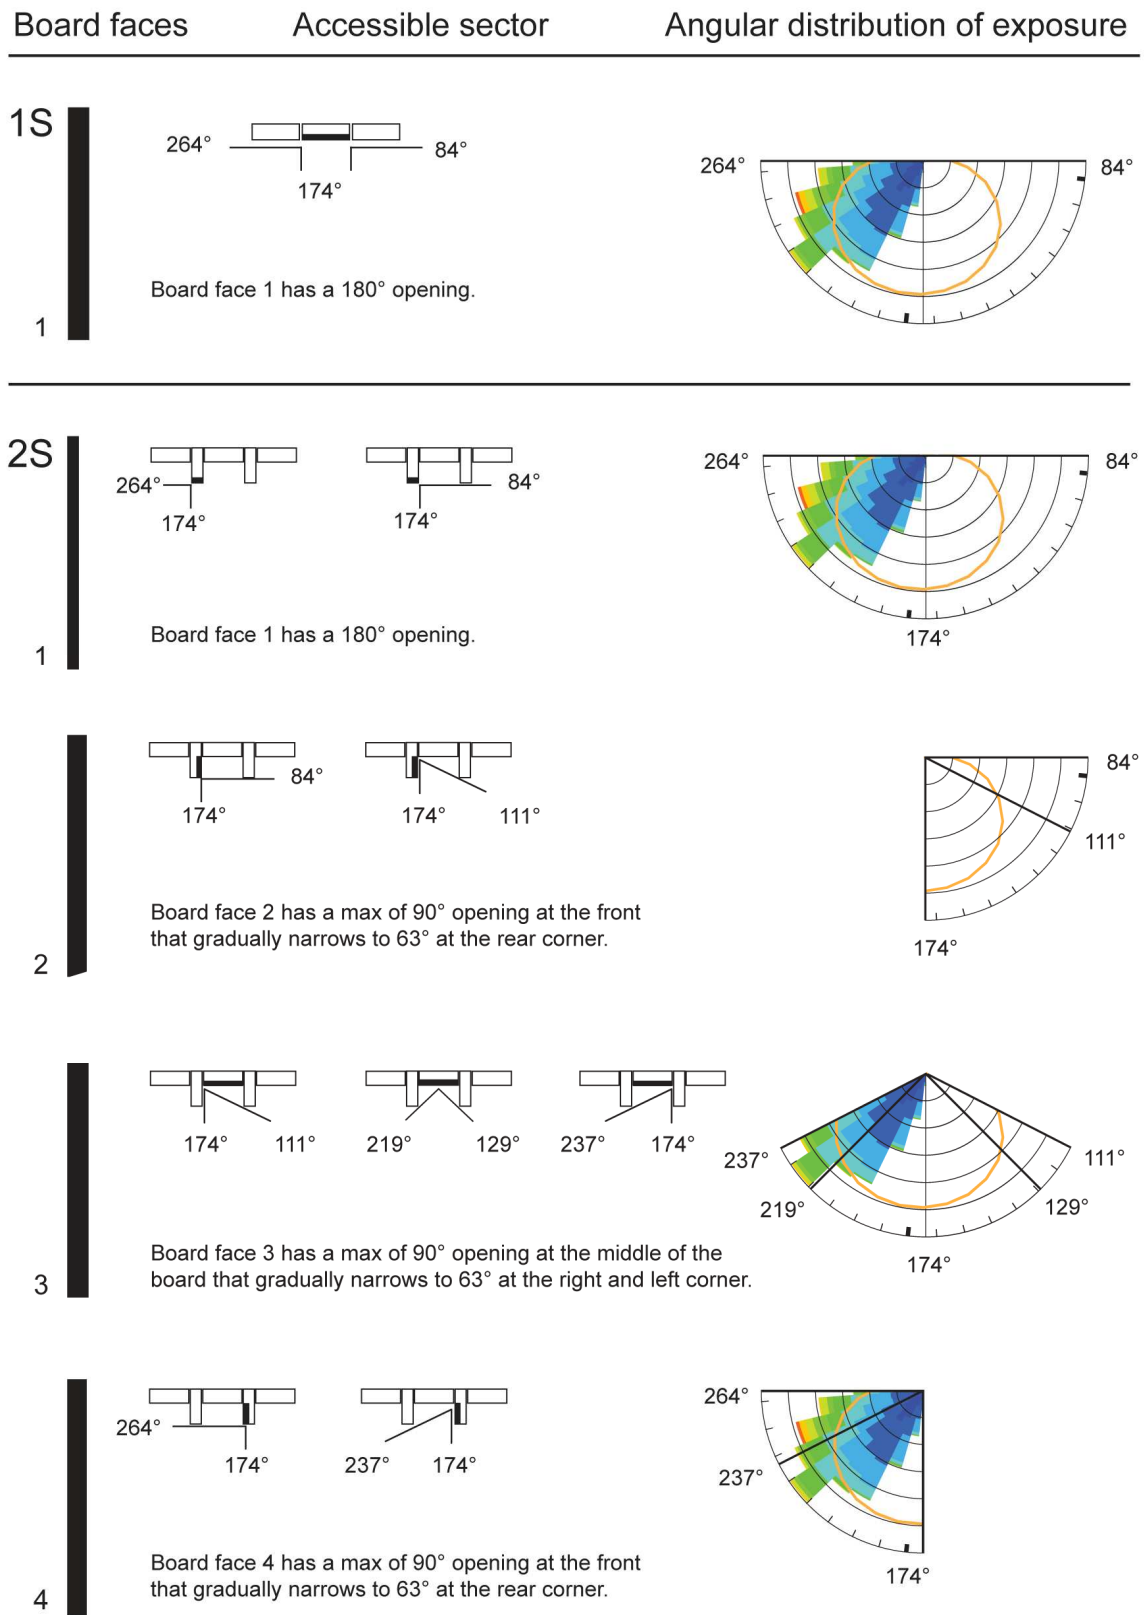 Board faces Accessible sector Angular distribution of exposure
1S
264° 84°
174°
264° 84°
Board face 1 has a 180° opening.
1
2S
264° 84°
174° 174°
264° 84°
174°
Board face 1 has a 180° opening.
1
84°
174° 174° 111°
84°
111°
174°
Board face 2 has a max of 90° opening at the front
that gradually narrows to 63° at the rear corner.
2
174° 111° 219° 129° 237° 174°
237° 111°
219° 129°
174°
Board face 3 has a max of 90° opening at the middle of the
board that gradually narrows to 63° at the right and left corner.
3
264°
174° 237° 174°
264°
237°
174°
Board face 4 has a max of 90° opening at the front
that gradually narrows to 63° at the rear corner.
4